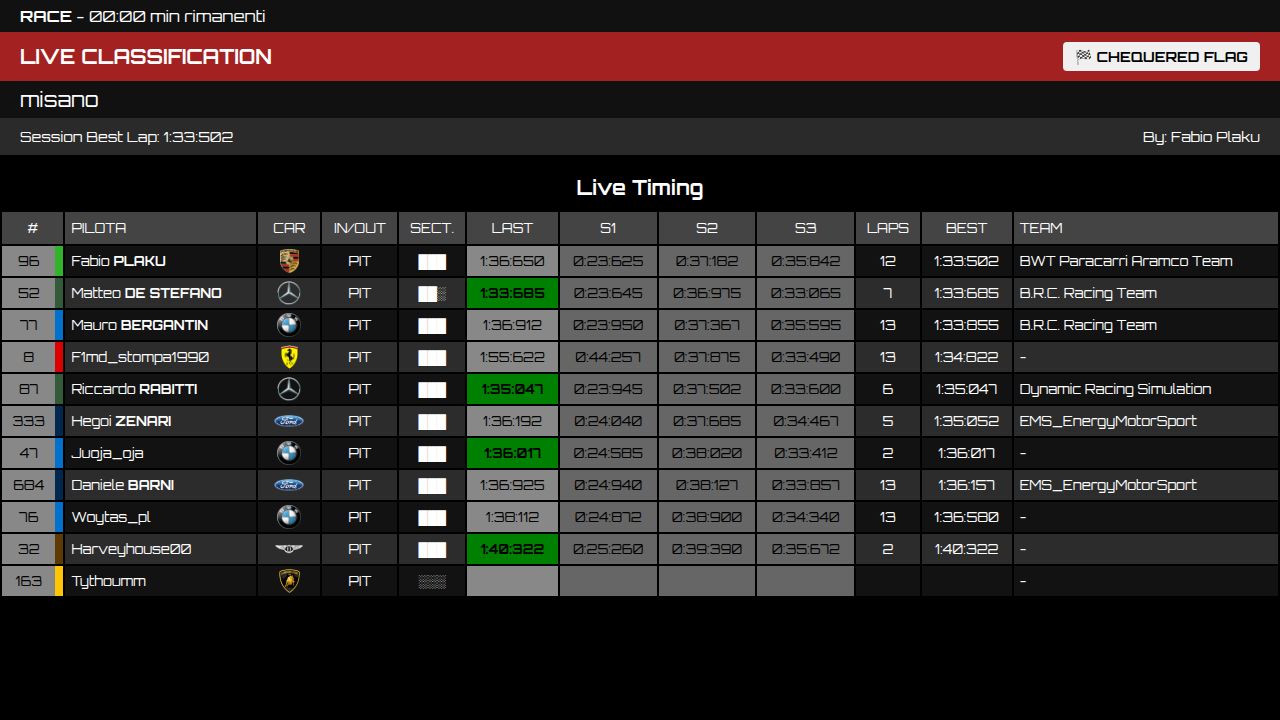 RACE - 00:00 min rimanenti
LIVE CLASSIFICATION
🏁 CHEQUERED FLAG
misano
Session Best Lap: 1:33:502
By: Fabio Plaku
Live Timing
# PILOTA CAR IN/OUT SECT. LAST S1 S2 S3 LAPS BEST TEAM
96 Fabio PLAKU PIT ███ 1:36:650 0:23:625 0:37:182 0:35:842 12 1:33:502 BWT Paracarri Aramco Team
52 Matteo DE STEFANO PIT ██░ 1:33:685 0:23:645 0:36:975 0:33:065 7 1:33:685 B.R.C. Racing Team
77 Mauro BERGANTIN PIT ███ 1:36:912 0:23:950 0:37:367 0:35:595 13 1:33:855 B.R.C. Racing Team
8 F1md_stompa1990 PIT ███ 1:55:622 0:44:257 0:37:875 0:33:490 13 1:34:822 -
87 Riccardo RABITTI PIT ███ 1:35:047 0:23:945 0:37:502 0:33:600 6 1:35:047 Dynamic Racing Simulation
333 Hegoi ZENARI Ford PIT ███ 1:36:192 0:24:040 0:37:685 0:34:467 5 1:35:052 EMS_EnergyMotorSport
47 Juoja_oja PIT ███ 1:36:017 0:24:585 0:38:020 0:33:412 2 1:36:017 -
684 Daniele BARNI Ford PIT ███ 1:36:925 0:24:940 0:38:127 0:33:857 13 1:36:157 EMS_EnergyMotorSport
76 Woytas_pl PIT ███ 1:38:112 0:24:872 0:38:900 0:34:340 13 1:36:580 -
32 Harveyhouse00 PIT ███ 1:40:322 0:25:260 0:39:390 0:35:672 2 1:40:322 -
163 Tythoumm PIT ░░░ -